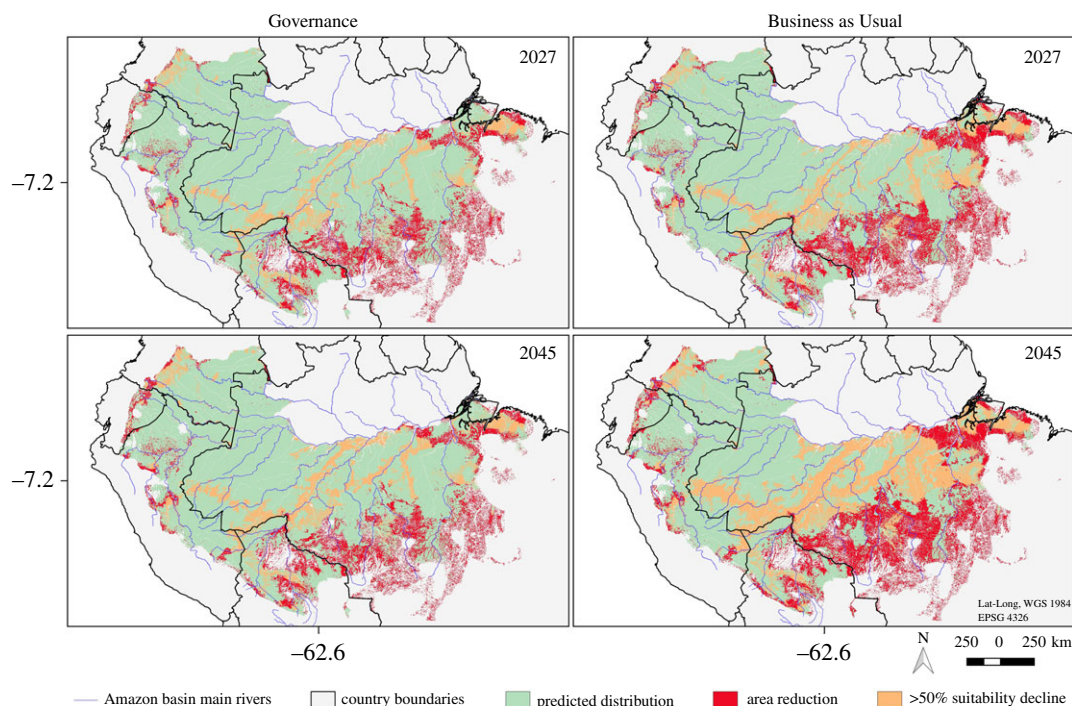 Governance
Business as Usual
2027
2027
−7.2
2045
2045
−7.2
Lat-Long, WGS 1984
EPSG 4326
−62.6
−62.6
N
250 0 250 km
Amazon basin main rivers
country boundaries
predicted distribution
area reduction
>50% suitability decline